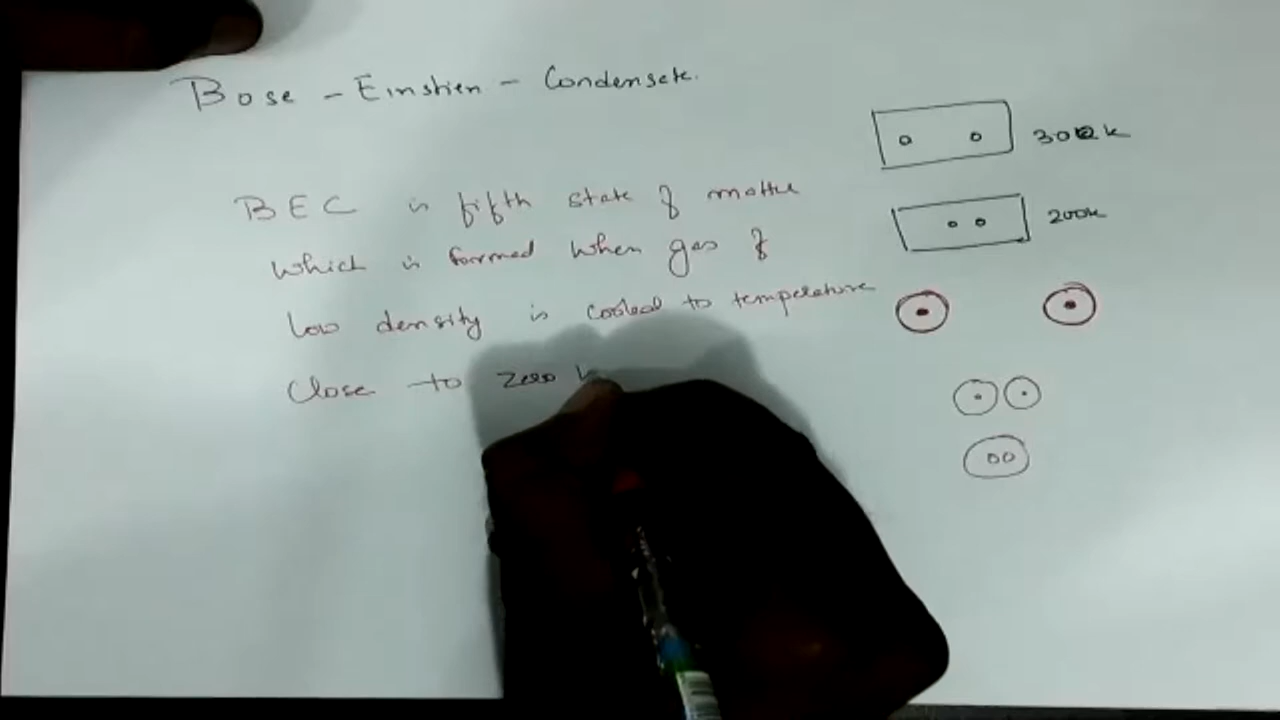 Bose - Einstien - Condensate.
BEC is fifth state of matter
which is formed when gas of
low density is cooled to temperature
close to zero
300k
200k